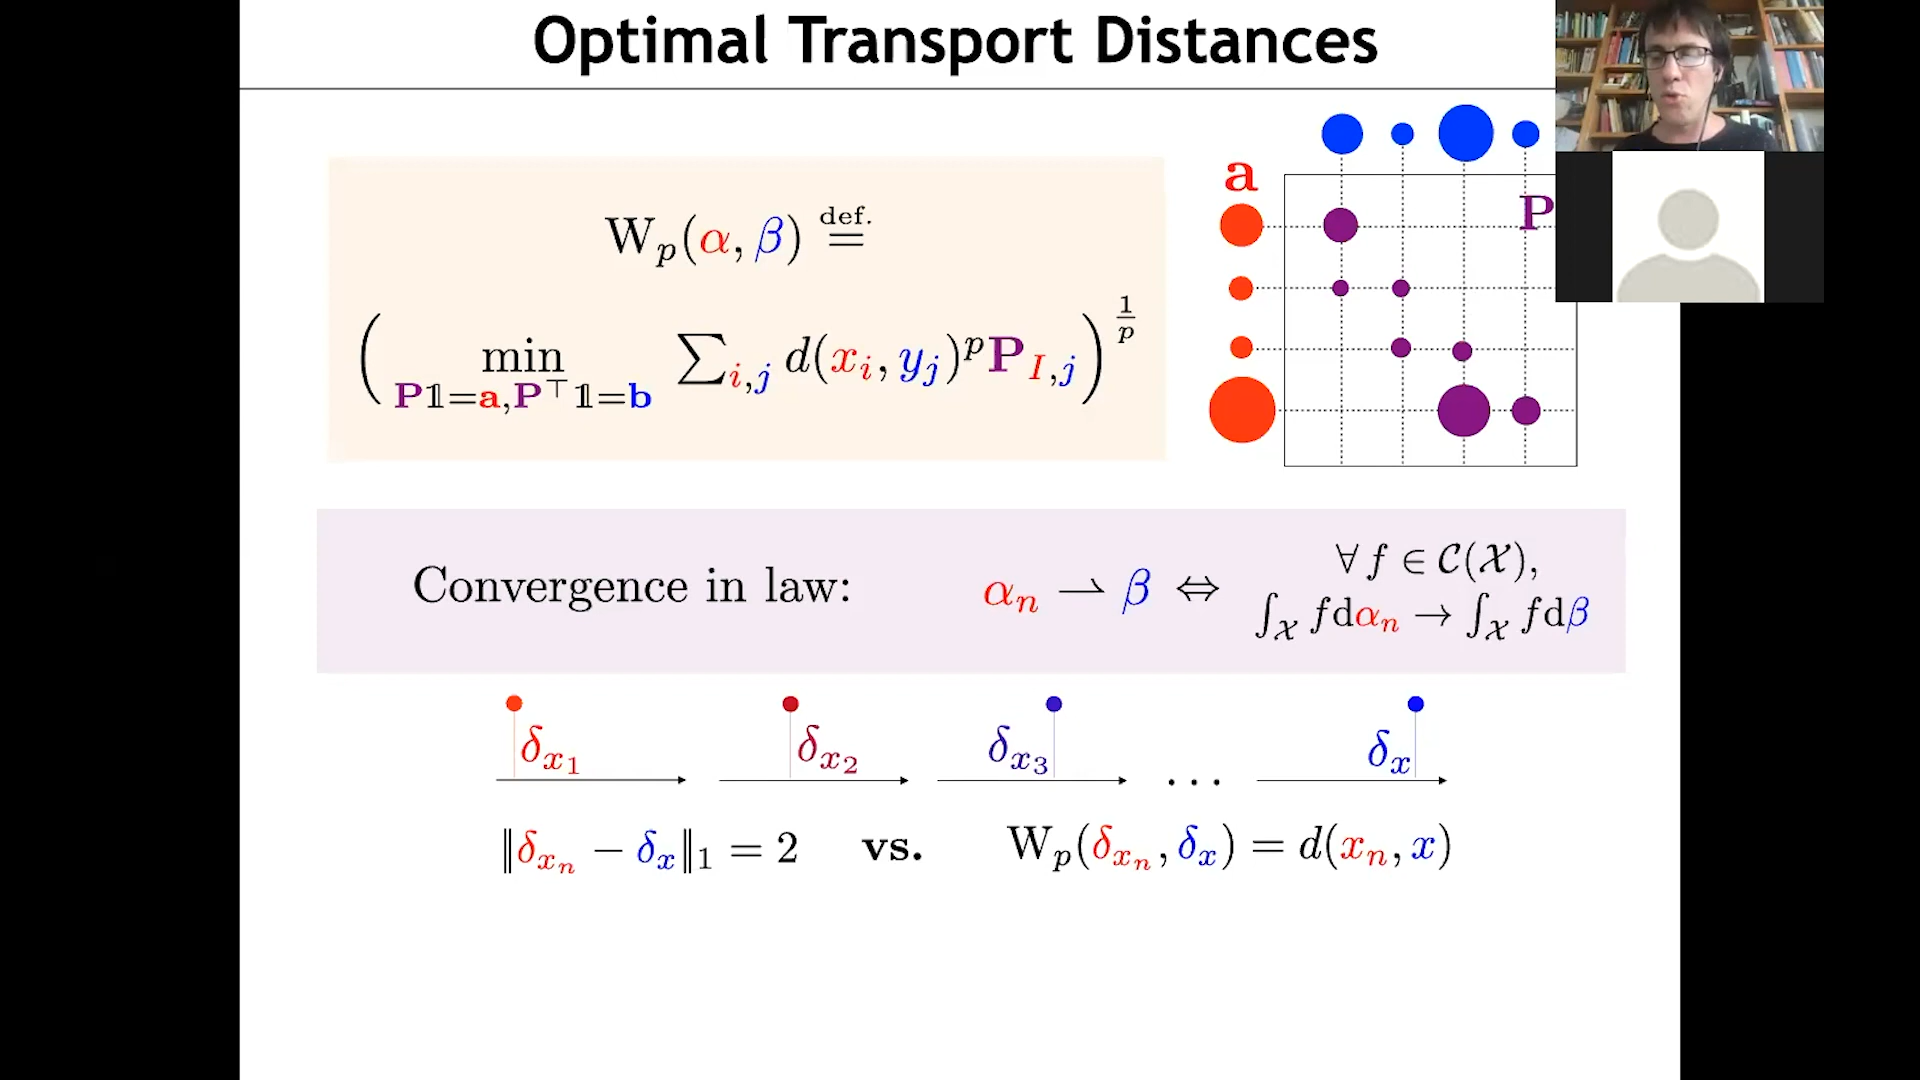 Optimal Transport Distances
a
P
W_p(α, β) def. =
( min_{P𝟙=a, P^⊤𝟙=b} ∑_{i,j} d(x_i, y_j)^p P_{I,j} )^{1/p}
Convergence in law: α_n ⇀ β ⇔ ∀ f ∈ C(X), ∫_X f dα_n → ∫_X f dβ
δ_{x_1} δ_{x_2} δ_{x_3} ... δ_x
‖δ_{x_n} − δ_x‖_1 = 2 vs. W_p(δ_{x_n}, δ_x) = d(x_n, x)